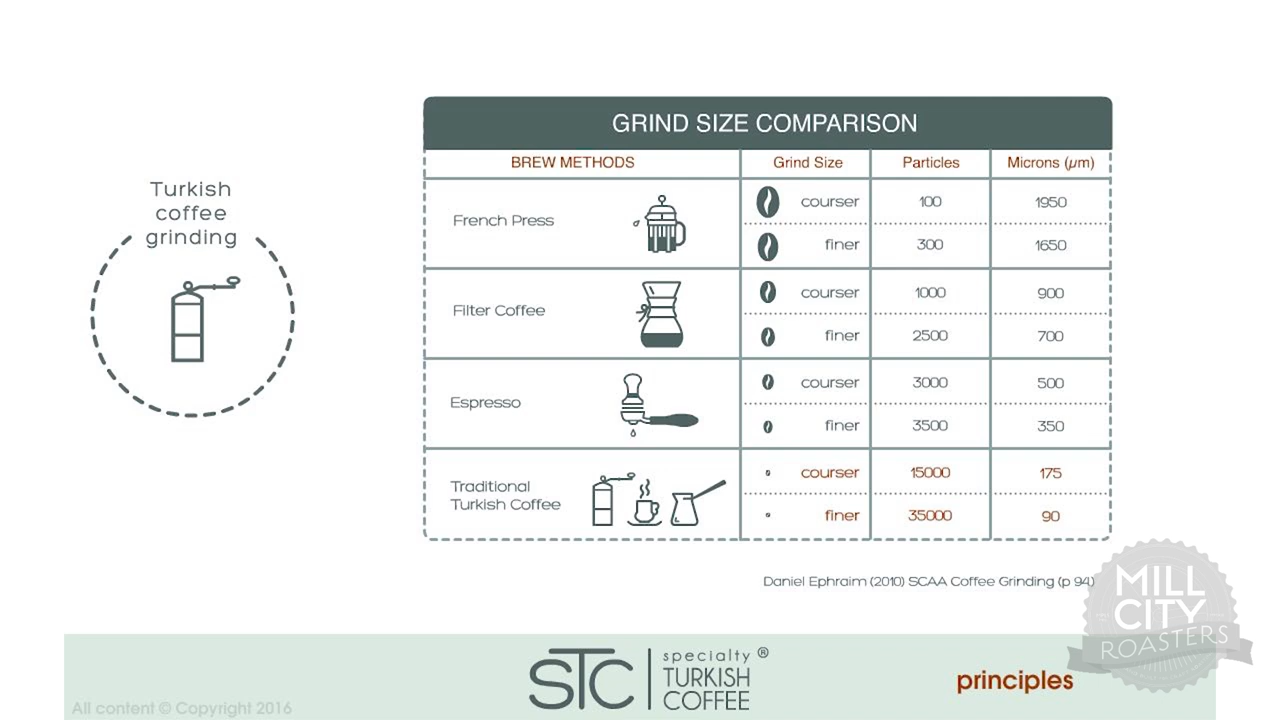 Turkish
coffee
grinding
GRIND SIZE COMPARISON
BREW METHODS Grind Size Particles Microns (µm)
French Press
courser 100 1950
finer 300 1650
Filter Coffee
courser 1000 900
finer 2500 700
Espresso
courser 3000 500
finer 3500 350
Traditional
Turkish Coffee
courser 15000 175
finer 35000 90
Daniel Ephraim (2010) SCAA Coffee Grinding (p 94)
MILL
CITY
ROASTERS
STC specialty ®
TURKISH
COFFEE
principles
All content © Copyright 2016